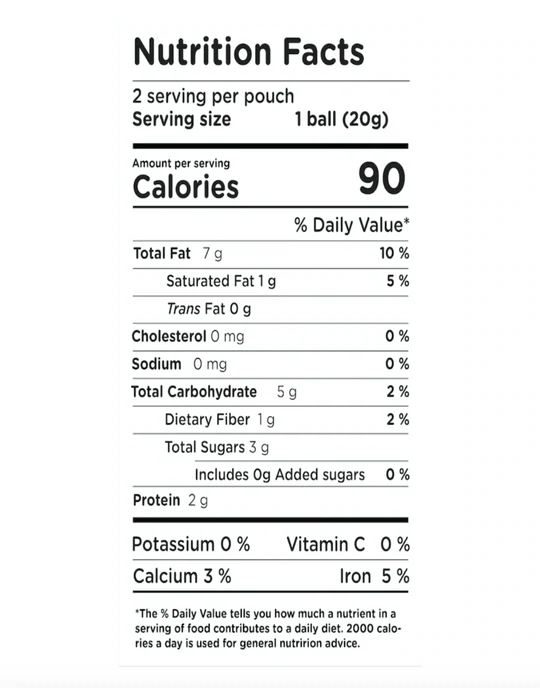 Nutrition Facts
2 serving per pouch
Serving size 1 ball (20g)
Amount per serving
Calories 90
% Daily Value*
Total Fat 7 g 10 %
Saturated Fat 1 g 5 %
Trans Fat 0 g
Cholesterol 0 mg 0 %
Sodium 0 mg 0 %
Total Carbohydrate 5 g 2 %
Dietary Fiber 1 g 2 %
Total Sugars 3 g
Includes 0g Added sugars 0 %
Protein 2 g
Potassium 0 % Vitamin C 0 %
Calcium 3 % Iron 5 %
*The % Daily Value tells you how much a nutrient in a
serving of food contributes to a daily diet. 2000 calo-
ries a day is used for general nutririon advice.